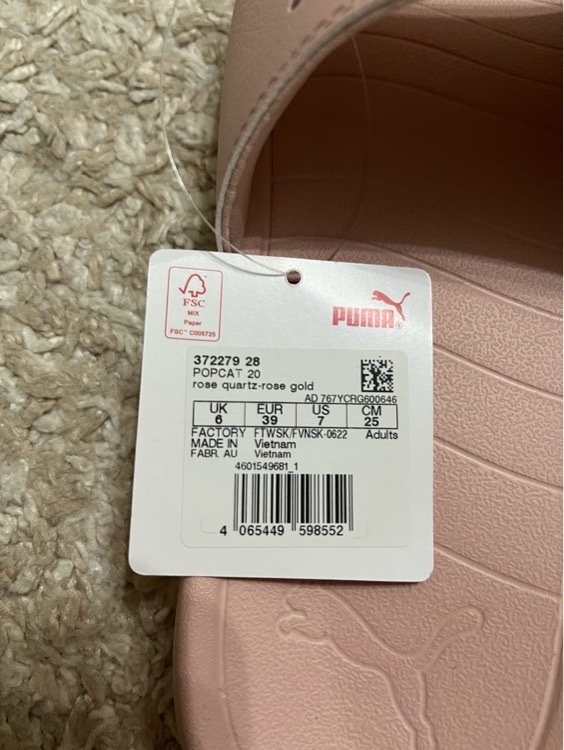 FSC
MIX
Paper
FSC® C005725
PUMA®
372279 28
POPCAT 20
rose quartz-rose gold
AD 767YCRG600646
UK EUR US CM
6 39 7 25
FACTORY FTWSK/FVNSK-0622 Adults
MADE IN Vietnam
FABR. AU Vietnam
4601549681_1
4 065449 598552